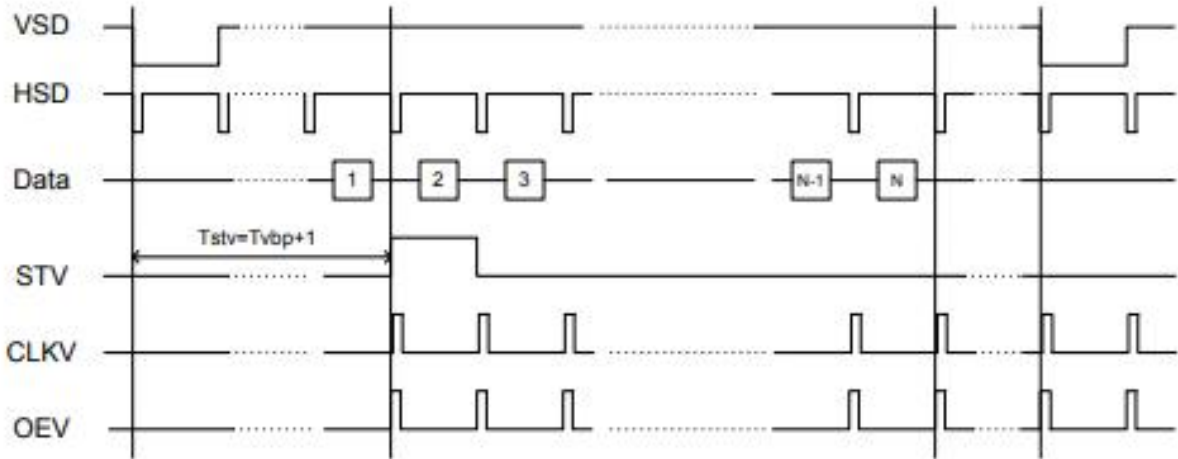 VSD
HSD
Data 1 2 3 N-1 N
Tstv=Tvbp+1
STV
CLKV
OEV